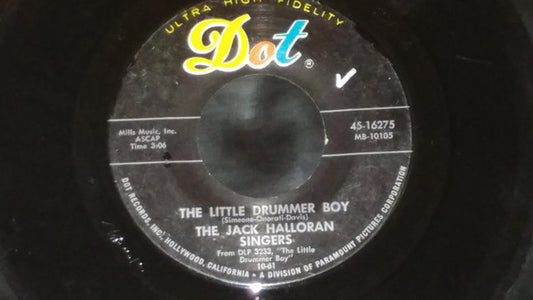 ULTRA HIGH FIDELITY
Dot
®
Mills Music, Inc.
ASCAP
Time 3:06
45-16275
MB-10105
THE LITTLE DRUMMER BOY
(Simeone-Onorati-Davis)
THE JACK HALLORAN
SINGERS
From DLP 3233, "The Little
Drummer Boy"
10-61
DOT RECORDS, INC., HOLLYWOOD, CALIFORNIA • A DIVISION OF PARAMOUNT PICTURES CORPORATION